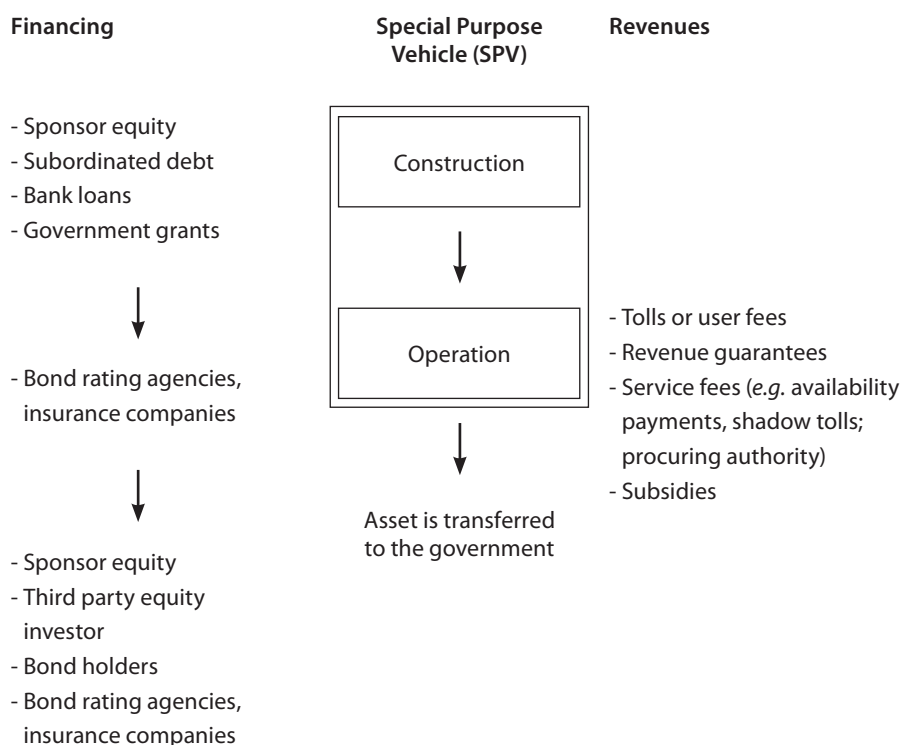 Financing
Special Purpose
Vehicle (SPV)
Revenues
- Sponsor equity
- Subordinated debt
- Bank loans
- Government grants
- Bond rating agencies,
insurance companies
- Sponsor equity
- Third party equity
investor
- Bond holders
- Bond rating agencies,
insurance companies
Construction
Operation
Asset is transferred
to the government
- Tolls or user fees
- Revenue guarantees
- Service fees (e.g. availability
payments, shadow tolls;
procuring authority)
- Subsidies